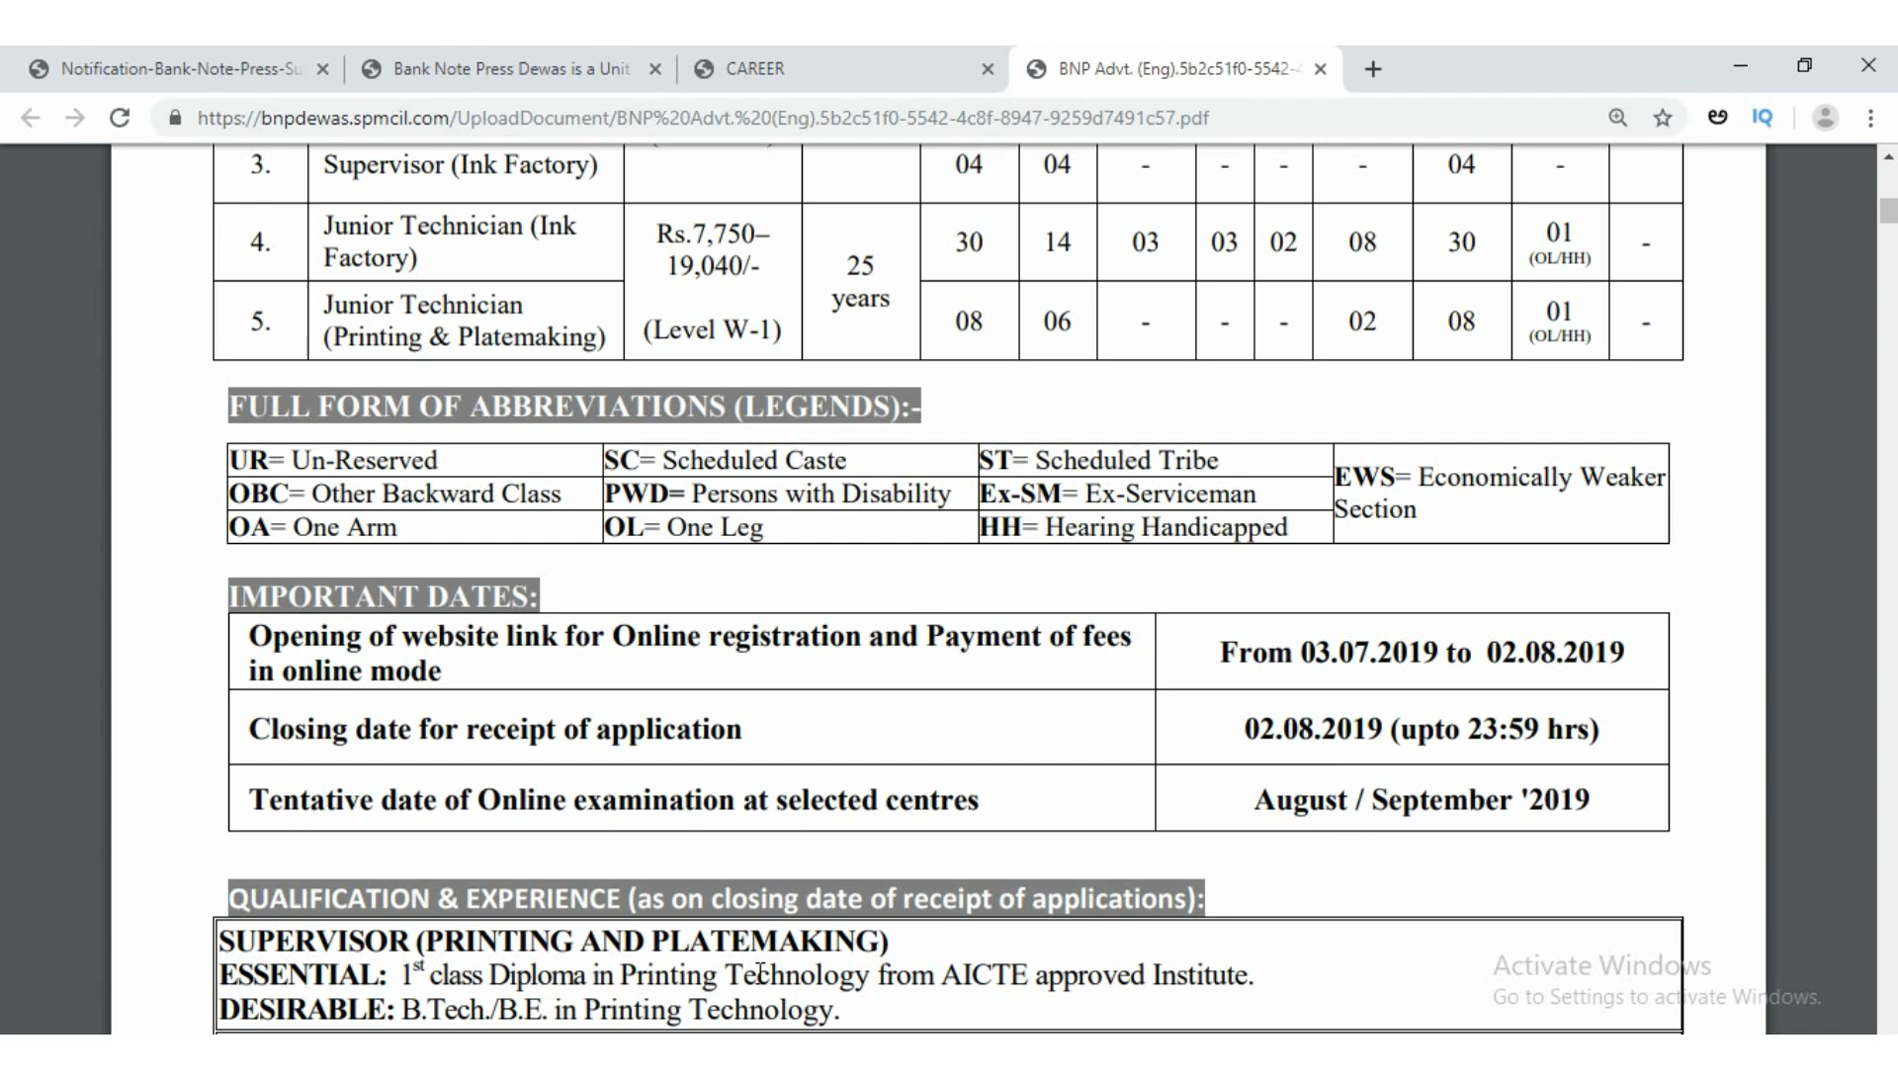 Notification-Bank-Note-Press-Su
Bank Note Press Dewas is a Unit
CAREER
BNP Advt. (Eng).5b2c51f0-5542-4
https://bnpdewas.spmcil.com/UploadDocument/BNP%20Advt.%20(Eng).5b2c51f0-5542-4c8f-8947-9259d7491c57.pdf
IQ
3. Supervisor (Ink Factory) 04 04 - - - - 04 -
4. Junior Technician (Ink Factory) Rs.7,750–19,040/- (Level W-1) 25 years 30 14 03 03 02 08 30 01 (OL/HH) -
5. Junior Technician (Printing & Platemaking) 08 06 - - - 02 08 01 (OL/HH) -
FULL FORM OF ABBREVIATIONS (LEGENDS):-
UR= Un-Reserved SC= Scheduled Caste ST= Scheduled Tribe EWS= Economically Weaker Section
OBC= Other Backward Class PWD= Persons with Disability Ex-SM= Ex-Serviceman
OA= One Arm OL= One Leg HH= Hearing Handicapped
IMPORTANT DATES:
Opening of website link for Online registration and Payment of fees
in online mode
From 03.07.2019 to 02.08.2019
Closing date for receipt of application
02.08.2019 (upto 23:59 hrs)
Tentative date of Online examination at selected centres
August / September '2019
QUALIFICATION & EXPERIENCE (as on closing date of receipt of applications):
SUPERVISOR (PRINTING AND PLATEMAKING)
ESSENTIAL: 1st class Diploma in Printing Technology from AICTE approved Institute.
DESIRABLE: B.Tech./B.E. in Printing Technology.
Activate Windows
Go to Settings to activate Windows.